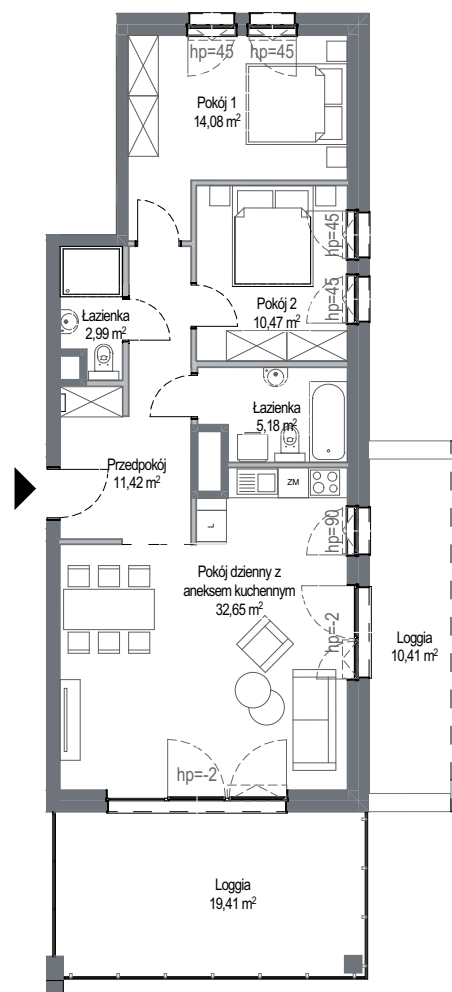 hp=45
hp=45
Pokój 1
14,08 m²
hp=45
hp=45
Pokój 2
10,47 m²
Łazienka
2,99 m²
Łazienka
5,18 m²
Przedpokój
11,42 m²
ZM
L
hp=90
Pokój dzienny z
aneksem kuchennym
32,65 m²
hp=-2
Loggia
10,41 m²
hp=-2
Loggia
19,41 m²